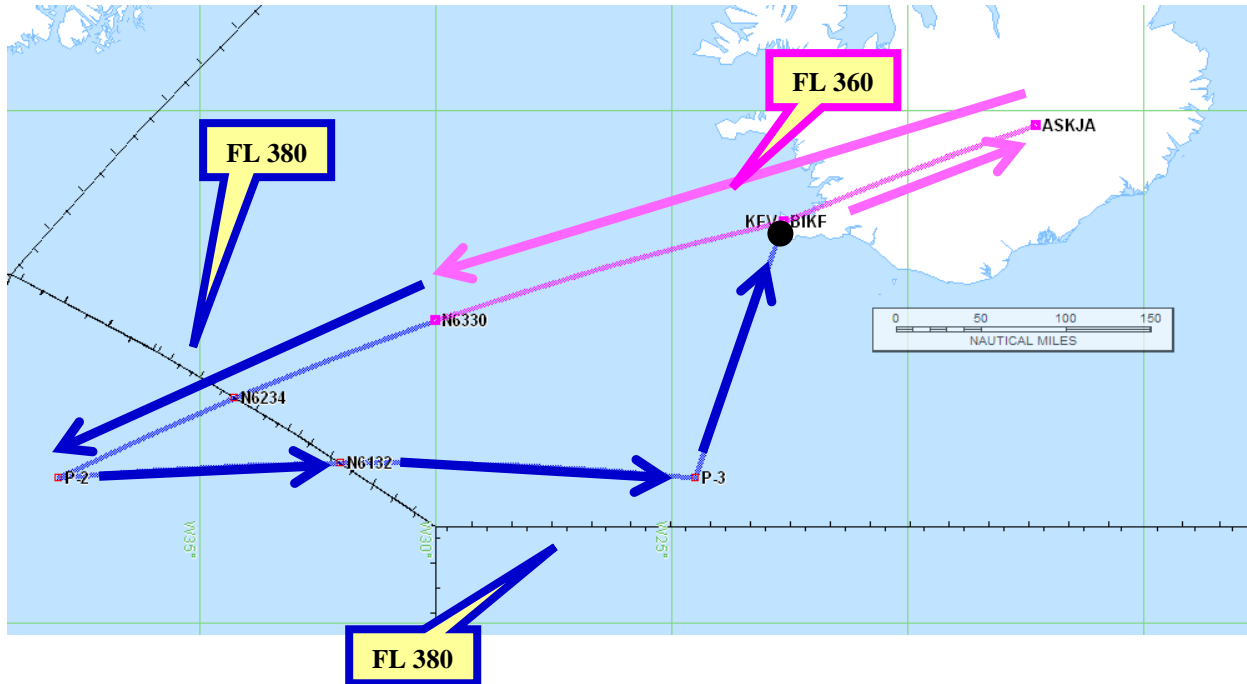 FL 360
ASKJA
FL 380
KFV BIKF
N6330
0 50 100 150
NAUTICAL MILES
N6234
N6132
P-2
P-3
W35°
W30°
W25°
FL 380